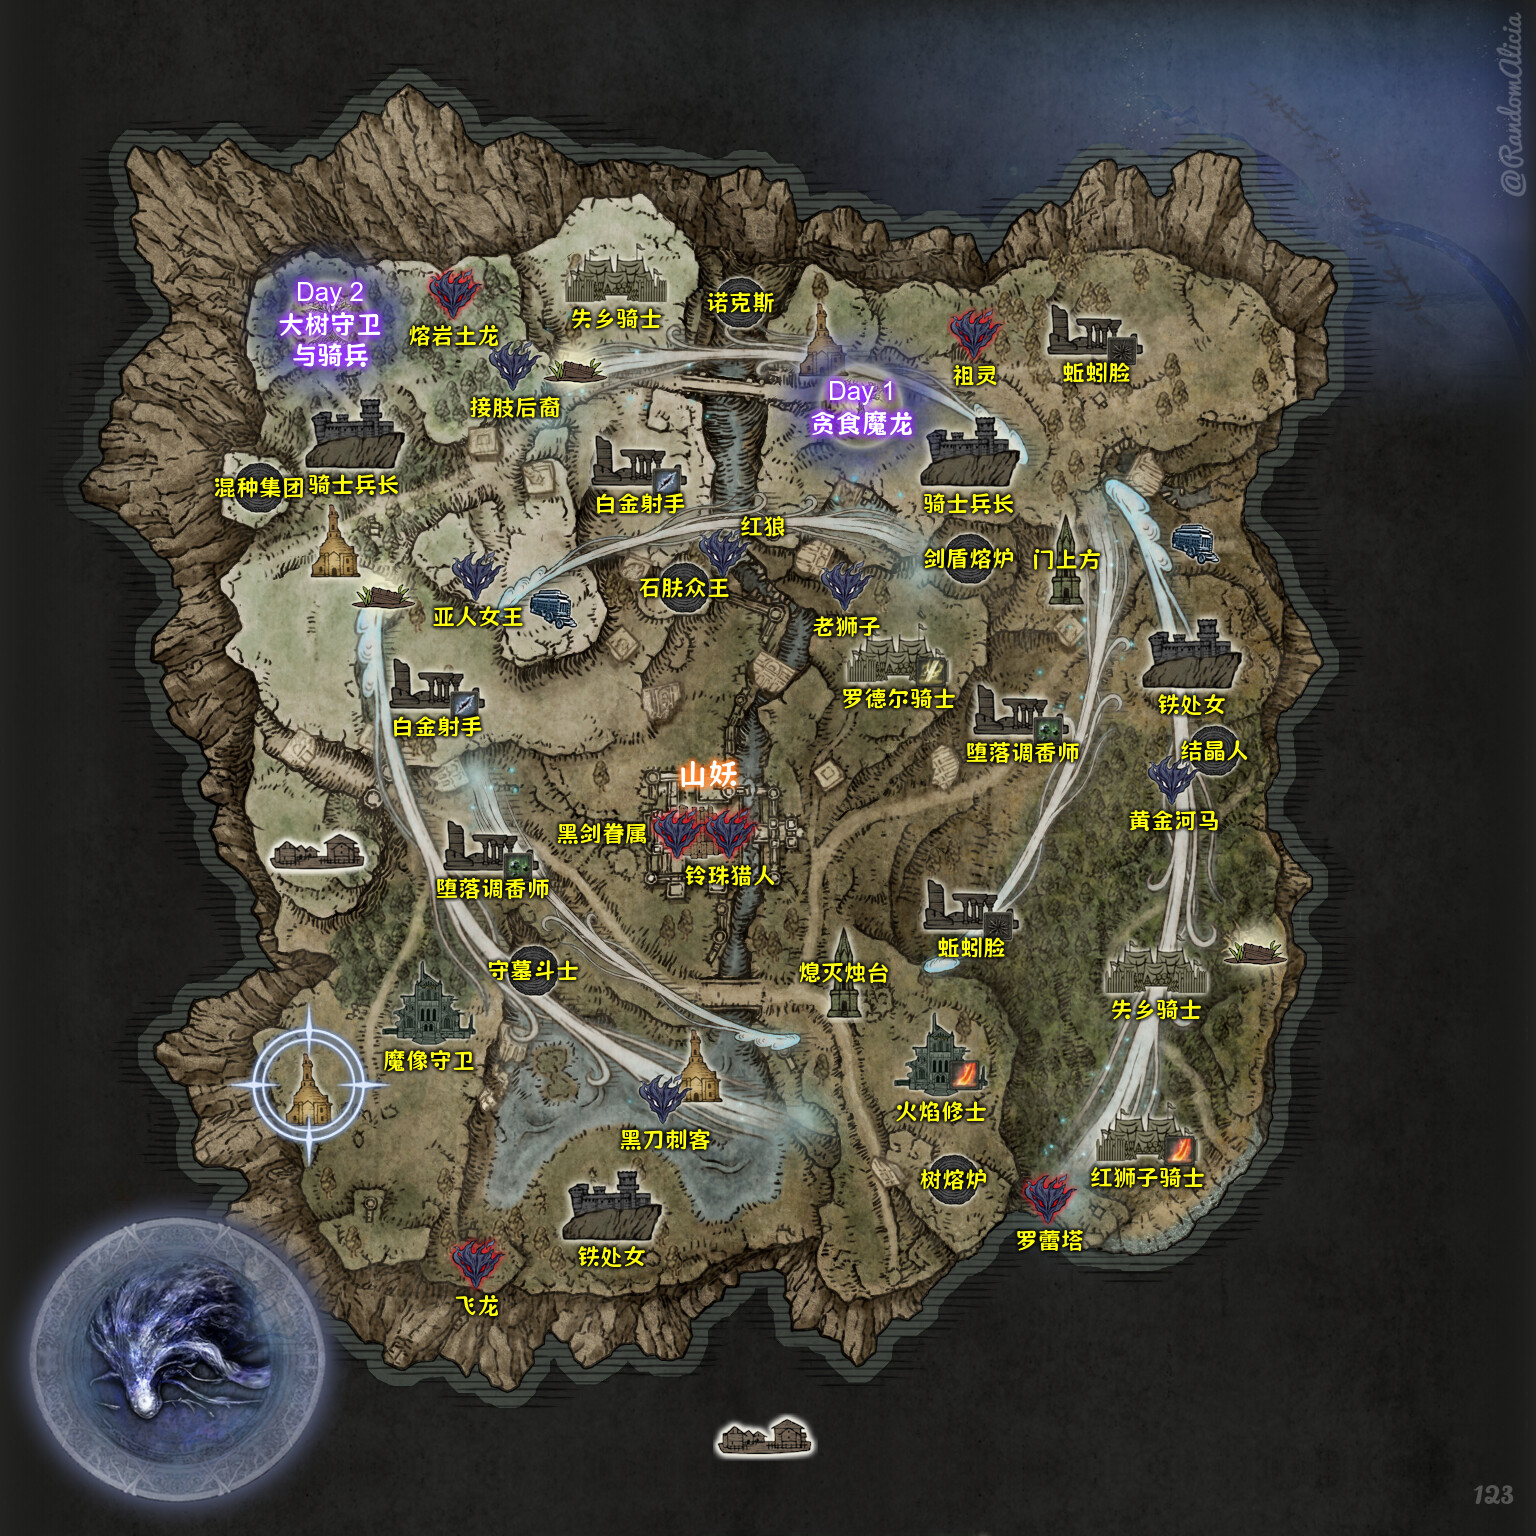 @RandomAlicia
Day 2
大树守卫
与骑兵
熔岩土龙
失乡骑士
诺克斯
祖灵
蚯蚓脸
接肢后裔
Day 1
贪食魔龙
混种集团
骑士兵长
白金射手
骑士兵长
红狼
剑盾熔炉
门上方
石肤众王
亚人女王
老狮子
罗德尔骑士
铁处女
白金射手
堕落调香师
结晶人
山妖
黄金河马
黑剑眷属
铃珠猎人
堕落调香师
蚯蚓脸
守墓斗士
熄灭烛台
失乡骑士
魔像守卫
火焰修士
黑刀刺客
树熔炉
红狮子骑士
罗蕾塔
铁处女
飞龙
123